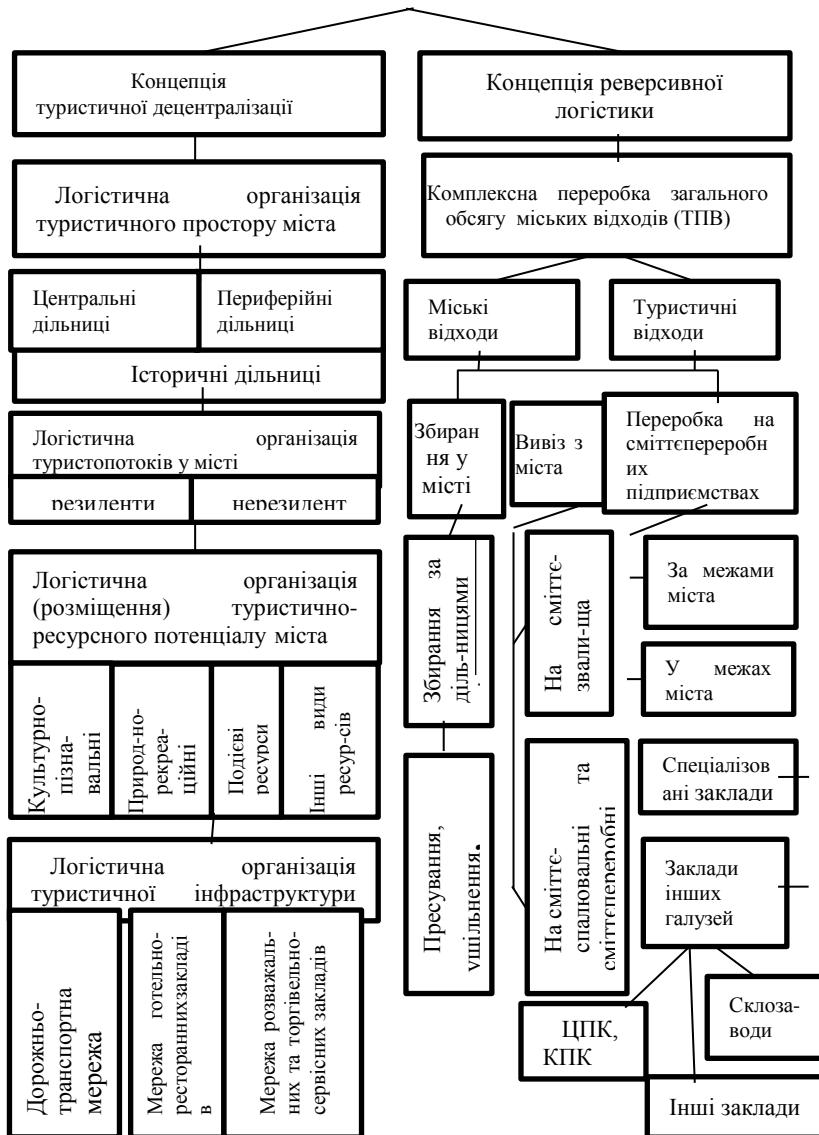 Концепція
туристичної децентралізації
Логістична організація
туристичного простору міста
Центральні
дільниці
Периферійні
дільниці
Історичні дільниці
Логістична організація
туристопотоків у місті
резиденти
нерезидент
Логістична організація
(розміщення) туристично-
ресурсного потенціалу міста
Культурно-
пізна-
вальні
Природ-но-
рекреа-
ційні
Подієві
ресурси
Інші види
ресур-сів
Логістична організація
туристичної інфраструктури
Дорожньо-
транспортна
мережа
Мережа готельно-
рестораннихзакладі
в
Мережа розважаль-
них та торгівельно-
сервісних закладів
Концепція реверсивної
логістики
Комплексна переробка загального
обсягу міських відходів (ТПВ)
Міські
відходи
Туристичні
відходи
Збиран
ня у
місті
Вивіз з
міста
Переробка на
сміттєпереробн
их
підприємствах
Збирання за
діль-ницями
Пресування,
ущільнення.
На сміттє-
звали-ща
На сміттє-
спалювальні та
сміттєпереробні
За межами
міста
У межах
міста
Спеціалізов
ані заклади
Заклади
інших
галузей
ЦПК,
КПК
Склоза-
води
Інші заклади